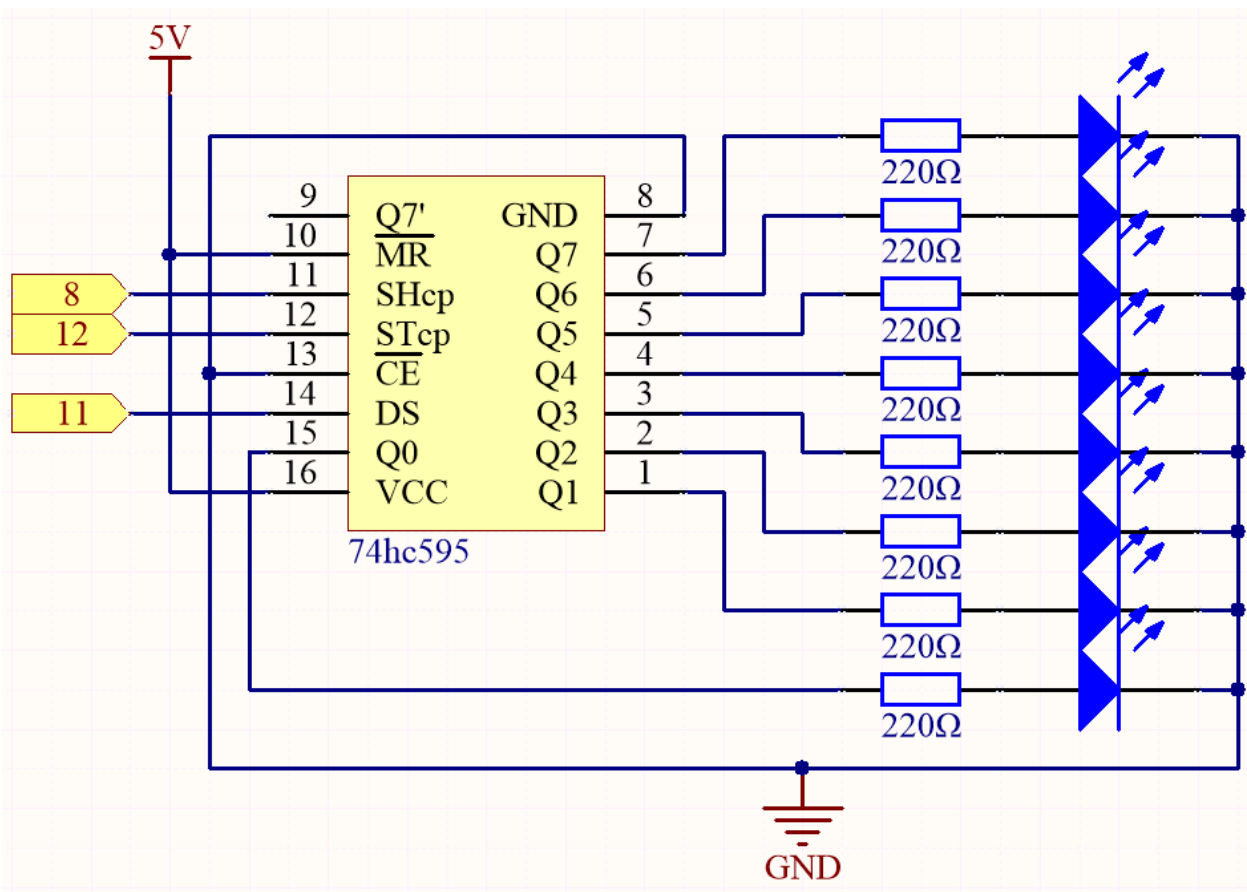 5V
9 Q7' GND 8
10 MR Q7 7
8 11 SHcp Q6 6
12 12 STcp Q5 5
13 CE Q4 4
11 14 DS Q3 3
15 Q0 Q2 2
16 VCC Q1 1
74hc595
220Ω
220Ω
220Ω
220Ω
220Ω
220Ω
220Ω
220Ω
GND